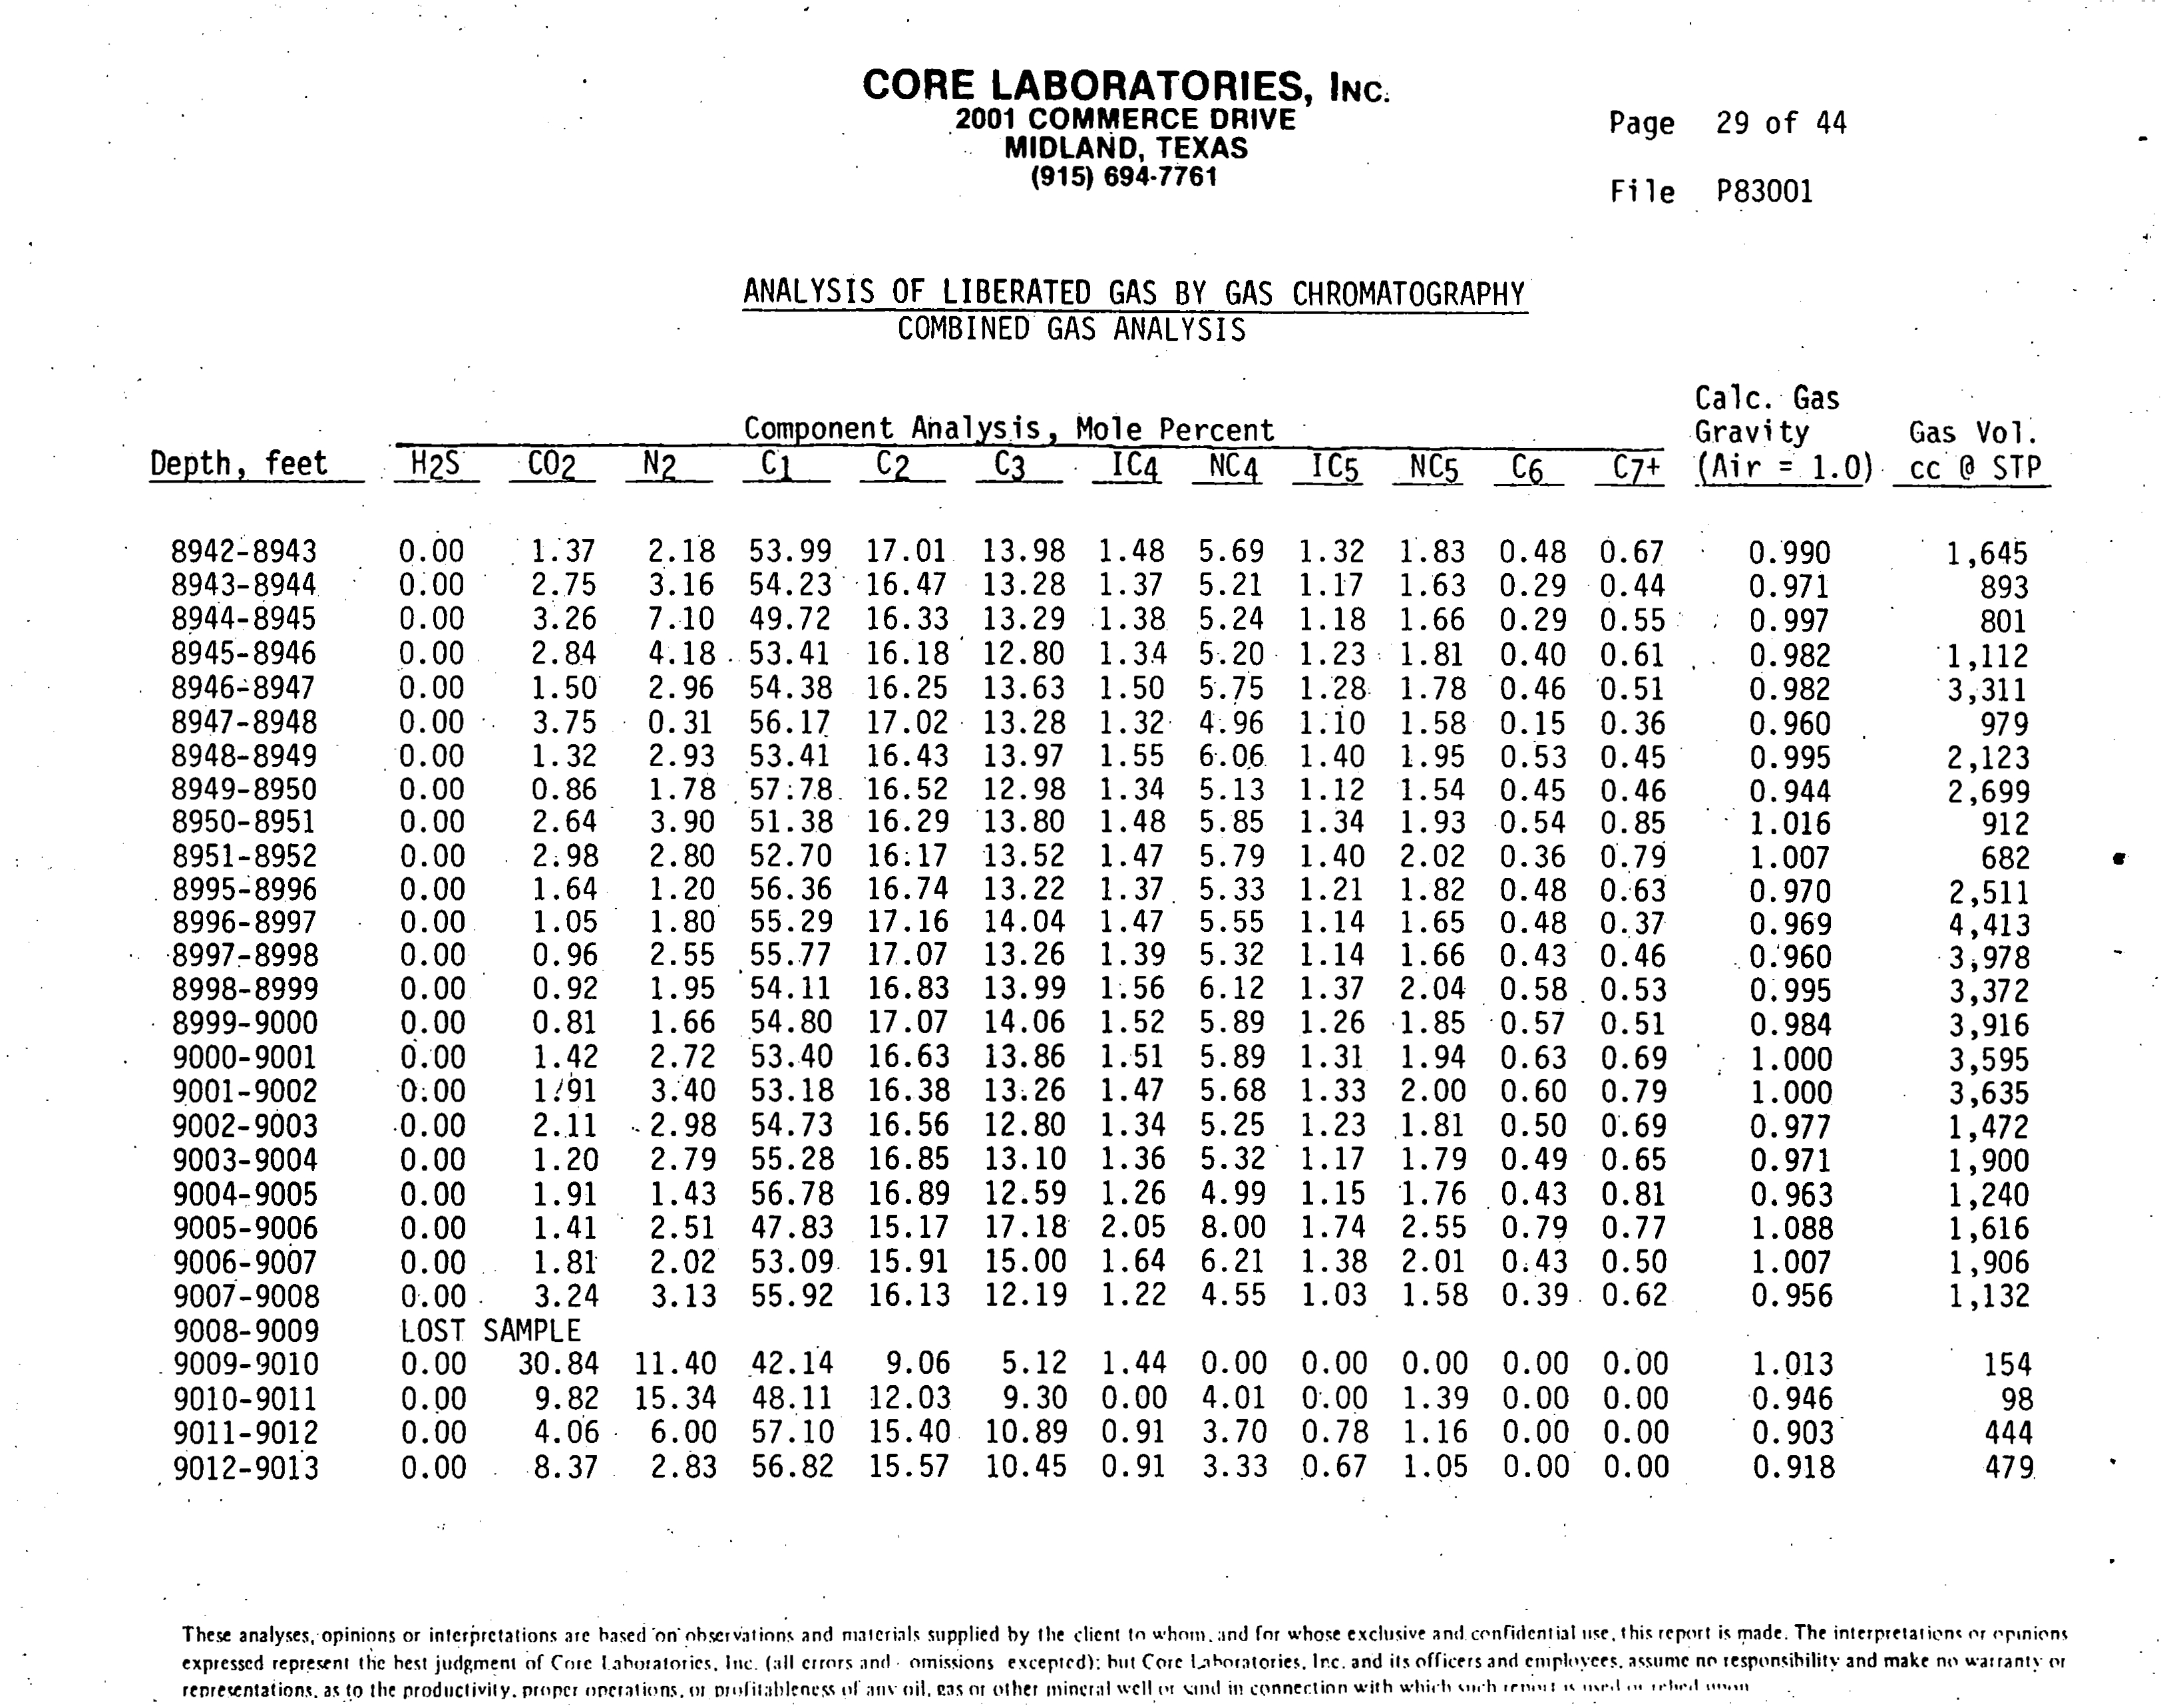 CORE LABORATORIES, INC.
2001 COMMERCE DRIVE
MIDLAND, TEXAS
(915) 694-7761
Page 29 of 44
File P83001
ANALYSIS OF LIBERATED GAS BY GAS CHROMATOGRAPHY
COMBINED GAS ANALYSIS
Component Analysis, Mole Percent
Calc. Gas
Gravity Gas Vol.
Depth, feet H2S CO2 N2 C1 C2 C3 IC4 NC4 IC5 NC5 C6 C7+ (Air = 1.0) cc @ STP
8942-8943 0.00 1.37 2.18 53.99 17.01 13.98 1.48 5.69 1.32 1.83 0.48 0.67 0.990 1,645
8943-8944 0.00 2.75 3.16 54.23 16.47 13.28 1.37 5.21 1.17 1.63 0.29 0.44 0.971 893
8944-8945 0.00 3.26 7.10 49.72 16.33 13.29 1.38 5.24 1.18 1.66 0.29 0.55 0.997 801
8945-8946 0.00 2.84 4.18 53.41 16.18 12.80 1.34 5.20 1.23 1.81 0.40 0.61 0.982 1,112
8946-8947 0.00 1.50 2.96 54.38 16.25 13.63 1.50 5.75 1.28 1.78 0.46 0.51 0.982 3,311
8947-8948 0.00 3.75 0.31 56.17 17.02 13.28 1.32 4.96 1.10 1.58 0.15 0.36 0.960 979
8948-8949 0.00 1.32 2.93 53.41 16.43 13.97 1.55 6.06 1.40 1.95 0.53 0.45 0.995 2,123
8949-8950 0.00 0.86 1.78 57.78 16.52 12.98 1.34 5.13 1.12 1.54 0.45 0.46 0.944 2,699
8950-8951 0.00 2.64 3.90 51.38 16.29 13.80 1.48 5.85 1.34 1.93 0.54 0.85 1.016 912
8951-8952 0.00 2.98 2.80 52.70 16.17 13.52 1.47 5.79 1.40 2.02 0.36 0.79 1.007 682
8995-8996 0.00 1.64 1.20 56.36 16.74 13.22 1.37 5.33 1.21 1.82 0.48 0.63 0.970 2,511
8996-8997 0.00 1.05 1.80 55.29 17.16 14.04 1.47 5.55 1.14 1.65 0.48 0.37 0.969 4,413
8997-8998 0.00 0.96 2.55 55.77 17.07 13.26 1.39 5.32 1.14 1.66 0.43 0.46 0.960 3,978
8998-8999 0.00 0.92 1.95 54.11 16.83 13.99 1.56 6.12 1.37 2.04 0.58 0.53 0.995 3,372
8999-9000 0.00 0.81 1.66 54.80 17.07 14.06 1.52 5.89 1.26 1.85 0.57 0.51 0.984 3,916
9000-9001 0.00 1.42 2.72 53.40 16.63 13.86 1.51 5.89 1.31 1.94 0.63 0.69 1.000 3,595
9001-9002 0.00 1.91 3.40 53.18 16.38 13.26 1.47 5.68 1.33 2.00 0.60 0.79 1.000 3,635
9002-9003 0.00 2.11 2.98 54.73 16.56 12.80 1.34 5.25 1.23 1.81 0.50 0.69 0.977 1,472
9003-9004 0.00 1.20 2.79 55.28 16.85 13.10 1.36 5.32 1.17 1.79 0.49 0.65 0.971 1,900
9004-9005 0.00 1.91 1.43 56.78 16.89 12.59 1.26 4.99 1.15 1.76 0.43 0.81 0.963 1,240
9005-9006 0.00 1.41 2.51 47.83 15.17 17.18 2.05 8.00 1.74 2.55 0.79 0.77 1.088 1,616
9006-9007 0.00 1.81 2.02 53.09 15.91 15.00 1.64 6.21 1.38 2.01 0.43 0.50 1.007 1,906
9007-9008 0.00 3.24 3.13 55.92 16.13 12.19 1.22 4.55 1.03 1.58 0.39 0.62 0.956 1,132
9008-9009 LOST SAMPLE
9009-9010 0.00 30.84 11.40 42.14 9.06 5.12 1.44 0.00 0.00 0.00 0.00 0.00 1.013 154
9010-9011 0.00 9.82 15.34 48.11 12.03 9.30 0.00 4.01 0.00 1.39 0.00 0.00 0.946 98
9011-9012 0.00 4.06 6.00 57.10 15.40 10.89 0.91 3.70 0.78 1.16 0.00 0.00 0.903 444
9012-9013 0.00 8.37 2.83 56.82 15.57 10.45 0.91 3.33 0.67 1.05 0.00 0.00 0.918 479
These analyses, opinions or interpretations are based on observations and materials supplied by the client to whom, and for whose exclusive and confidential use, this report is made. The interpretations or opinions
expressed represent the best judgment of Core Laboratories, Inc. (all errors and omissions excepted); but Core Laboratories, Inc. and its officers and employees, assume no responsibility and make no warranty or
representations, as to the productivity, proper operations, or profitableness of any oil, gas or other mineral well or sand in connection with which such report is used or relied upon